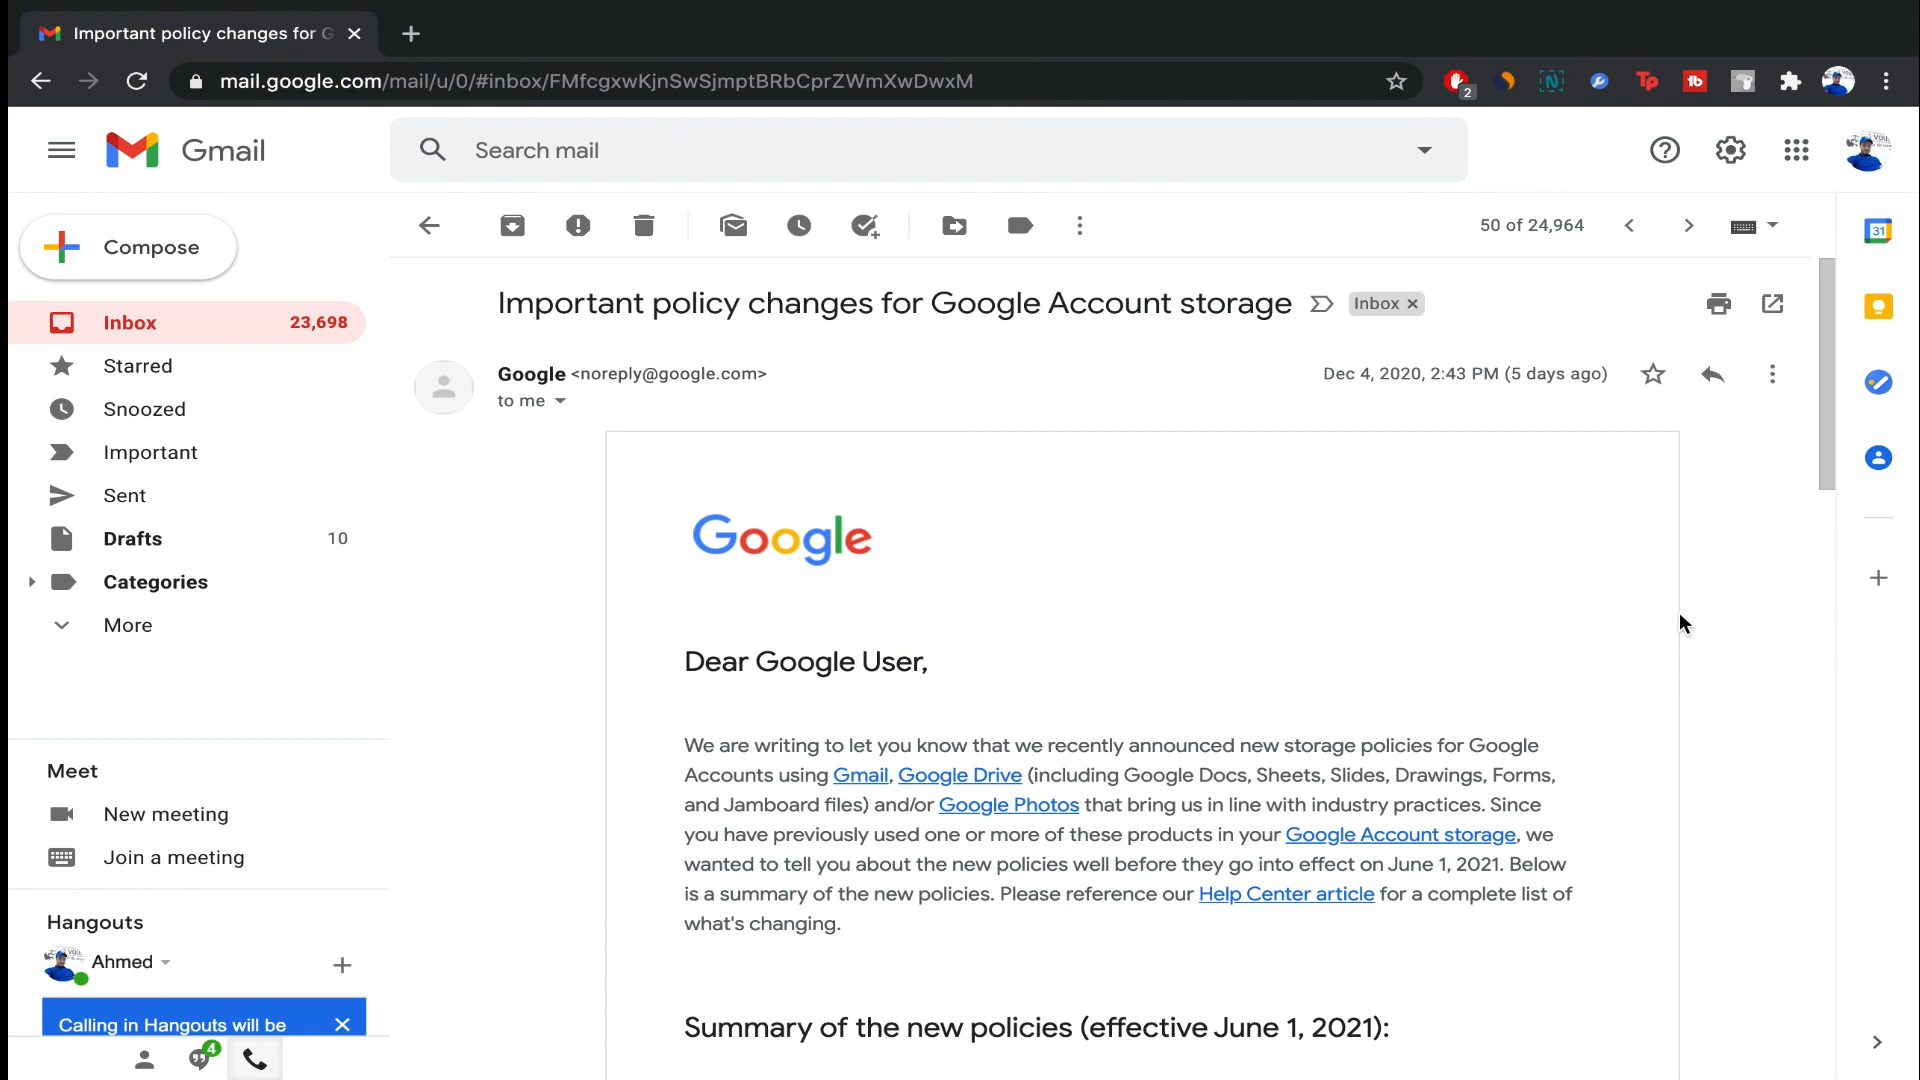 Important policy changes for G
mail.google.com/mail/u/0/#inbox/FMfcgxwKjnSwSjmptBRbCprZWmXwDwxM
2
Tp
Gmail
Search mail
Compose
50 of 24,964
31
Important policy changes for Google Account storage
Inbox
Inbox 23,698
Starred
Snoozed
Important
Sent
Drafts 10
Categories
More
Google <noreply@google.com>
Dec 4, 2020, 2:43 PM (5 days ago)
to me
Google
Dear Google User,
We are writing to let you know that we recently announced new storage policies for Google
Accounts using Gmail, Google Drive (including Google Docs, Sheets, Slides, Drawings, Forms,
and Jamboard files) and/or Google Photos that bring us in line with industry practices. Since
you have previously used one or more of these products in your Google Account storage, we
wanted to tell you about the new policies well before they go into effect on June 1, 2021. Below
is a summary of the new policies. Please reference our Help Center article for a complete list of
what's changing.
Summary of the new policies (effective June 1, 2021):
Meet
New meeting
Join a meeting
Hangouts
Ahmed
Calling in Hangouts will be
4